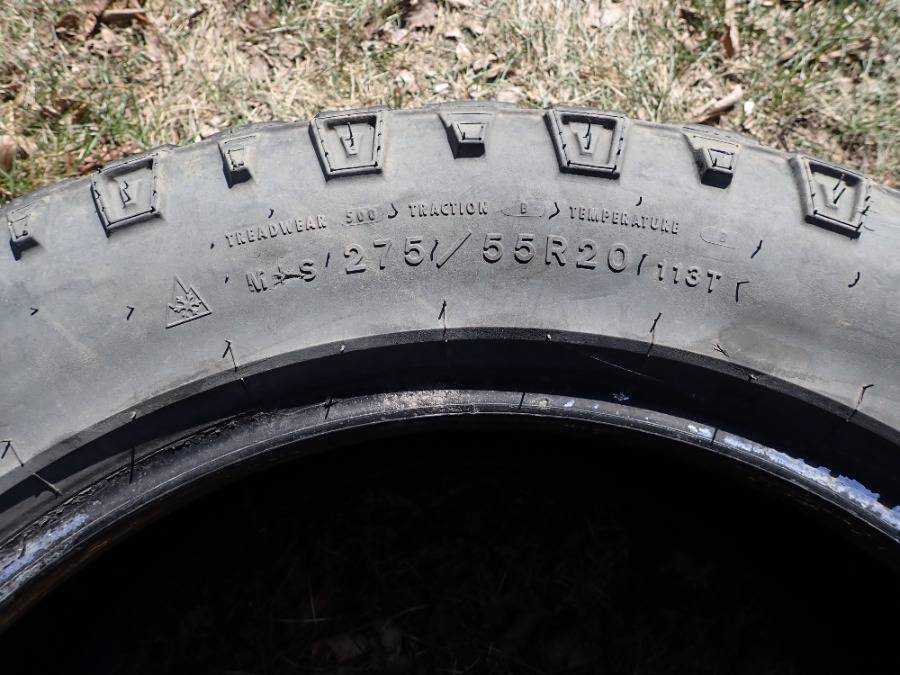 TREADWEAR 500 TRACTION B TEMPERATURE B
M+S 275/55R20 113T